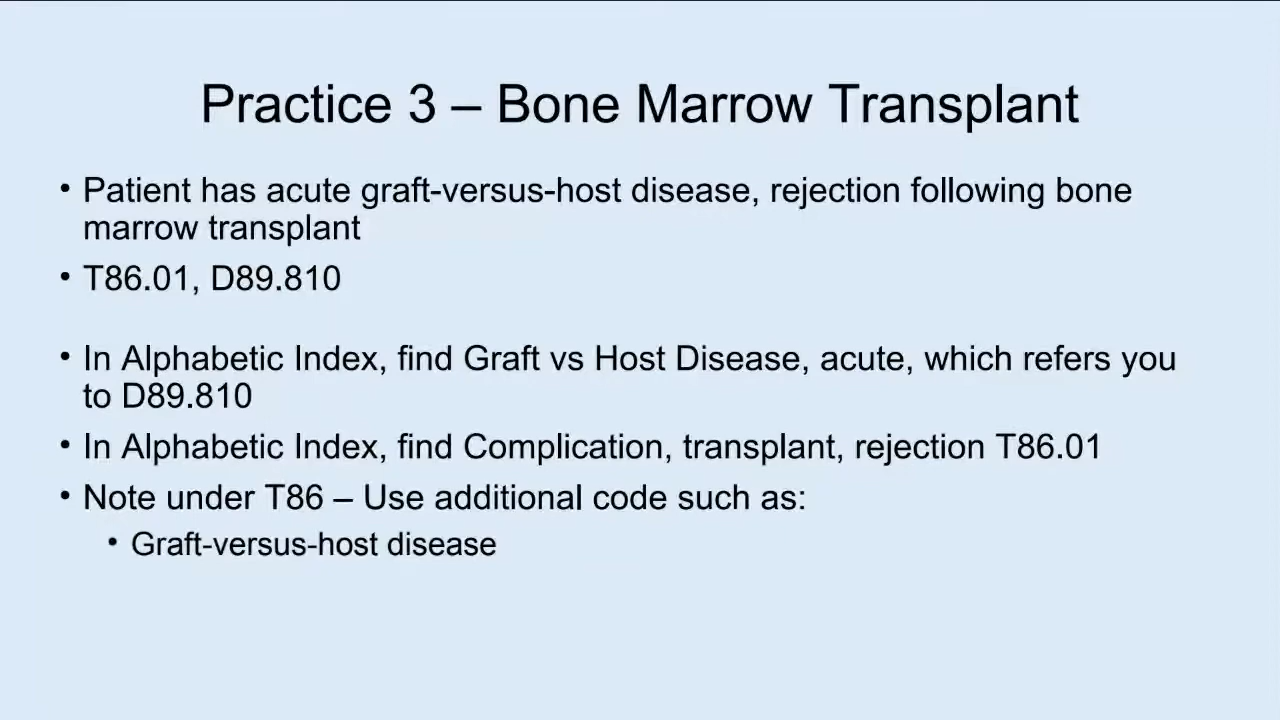 Practice 3 – Bone Marrow Transplant
• Patient has acute graft-versus-host disease, rejection following bone
marrow transplant
• T86.01, D89.810
• In Alphabetic Index, find Graft vs Host Disease, acute, which refers you
to D89.810
• In Alphabetic Index, find Complication, transplant, rejection T86.01
• Note under T86 – Use additional code such as:
• Graft-versus-host disease